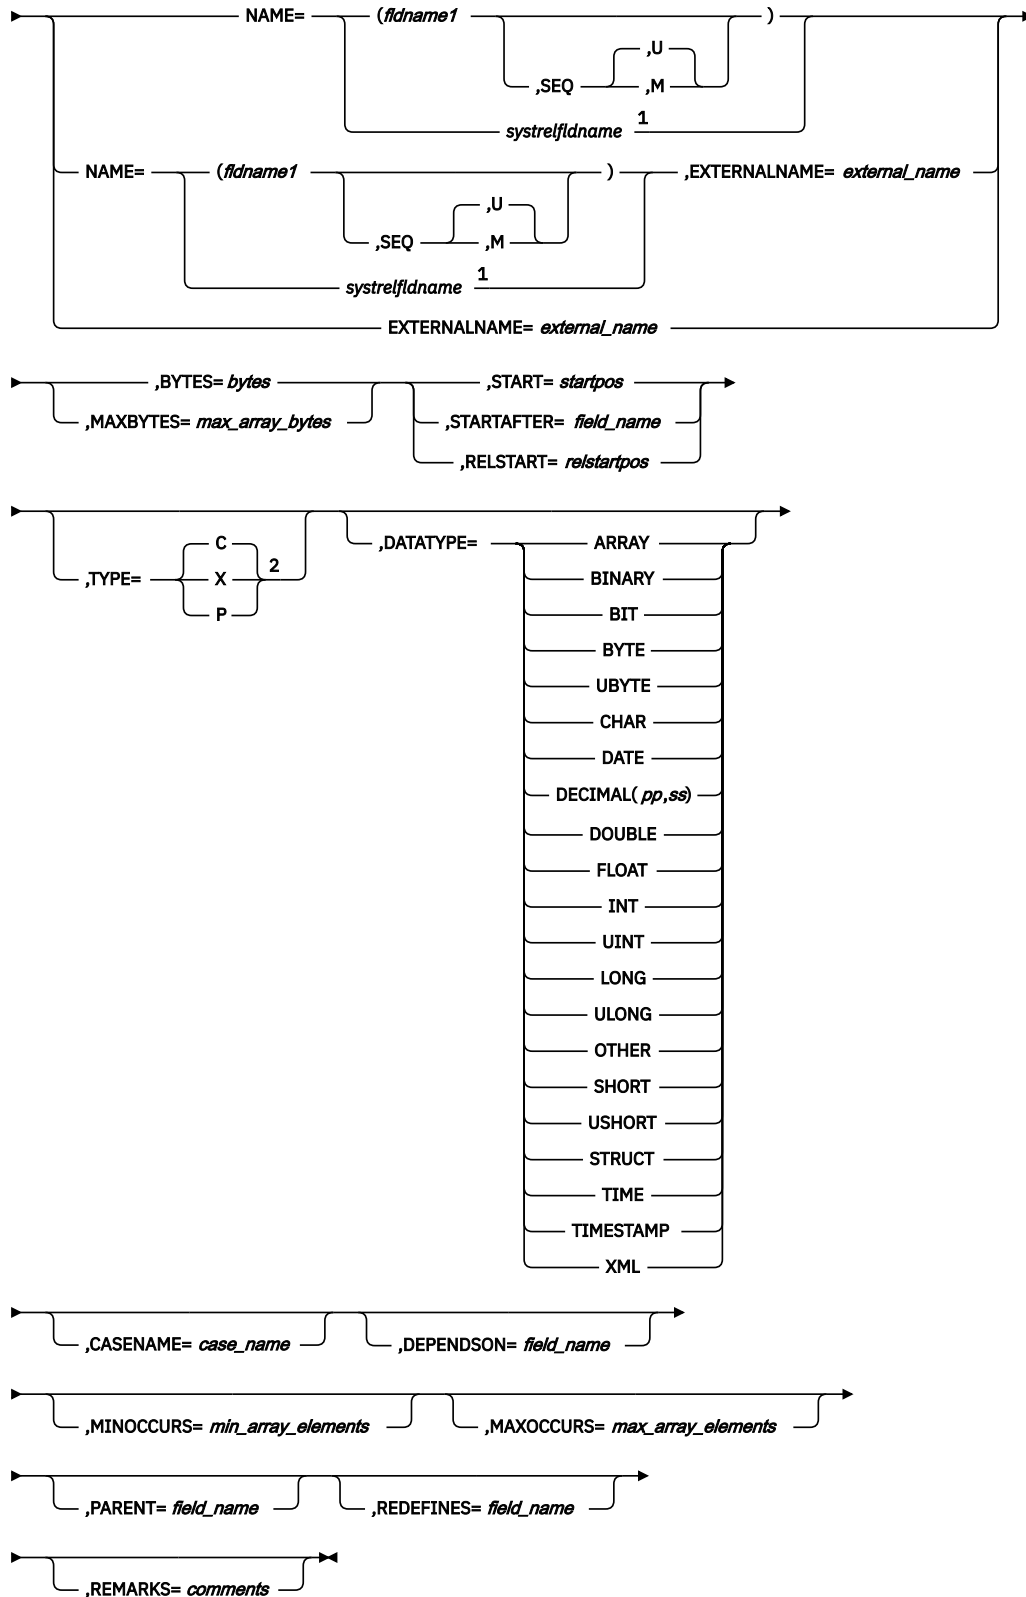 NAME= (fldname1 )
,U
,SEQ ,M
systrelfldname 1
NAME= (fldname1 ) ,EXTERNALNAME= external_name
,U
,SEQ ,M
systrelfldname 1
EXTERNALNAME= external_name
,BYTES= bytes ,START= startpos
,MAXBYTES= max_array_bytes ,STARTAFTER= field_name
,RELSTART= relstartpos
,DATATYPE= ARRAY
C
,TYPE= X 2 BINARY
P BIT
BYTE
UBYTE
CHAR
DATE
DECIMAL( pp,ss)
DOUBLE
FLOAT
INT
UINT
LONG
ULONG
OTHER
SHORT
USHORT
STRUCT
TIME
TIMESTAMP
XML
,CASENAME= case_name ,DEPENDSON= field_name
,MINOCCURS= min_array_elements ,MAXOCCURS= max_array_elements
,PARENT= field_name ,REDEFINES= field_name
,REMARKS= comments